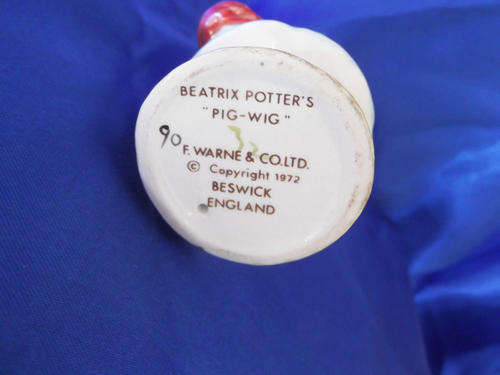 BEATRIX POTTER'S
"PIG-WIG"
90
F. WARNE & CO.LTD.
© Copyright 1972
BESWICK
ENGLAND